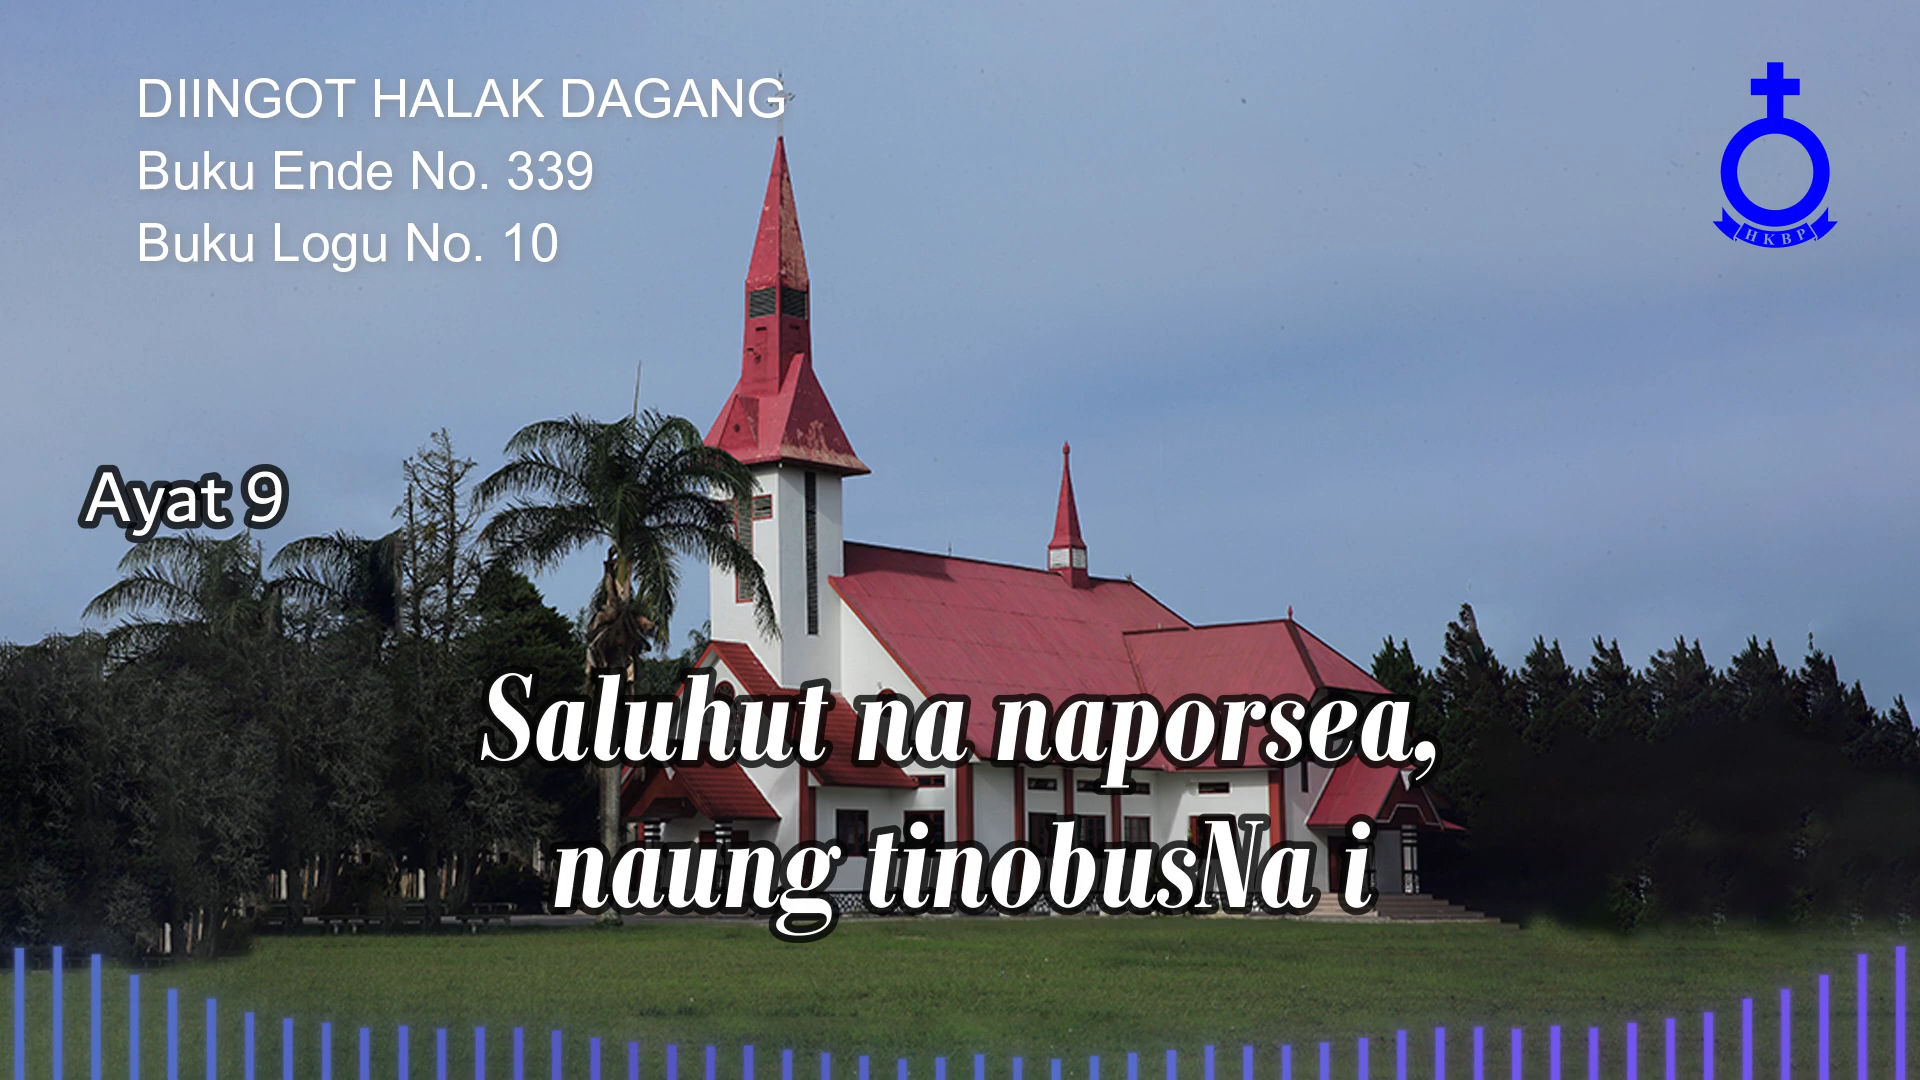 DIINGOT HALAK DAGANG
Buku Ende No. 339
Buku Logu No. 10
HKBP
Ayat 9
Saluhut na naporsea,
naung tinobusNa i